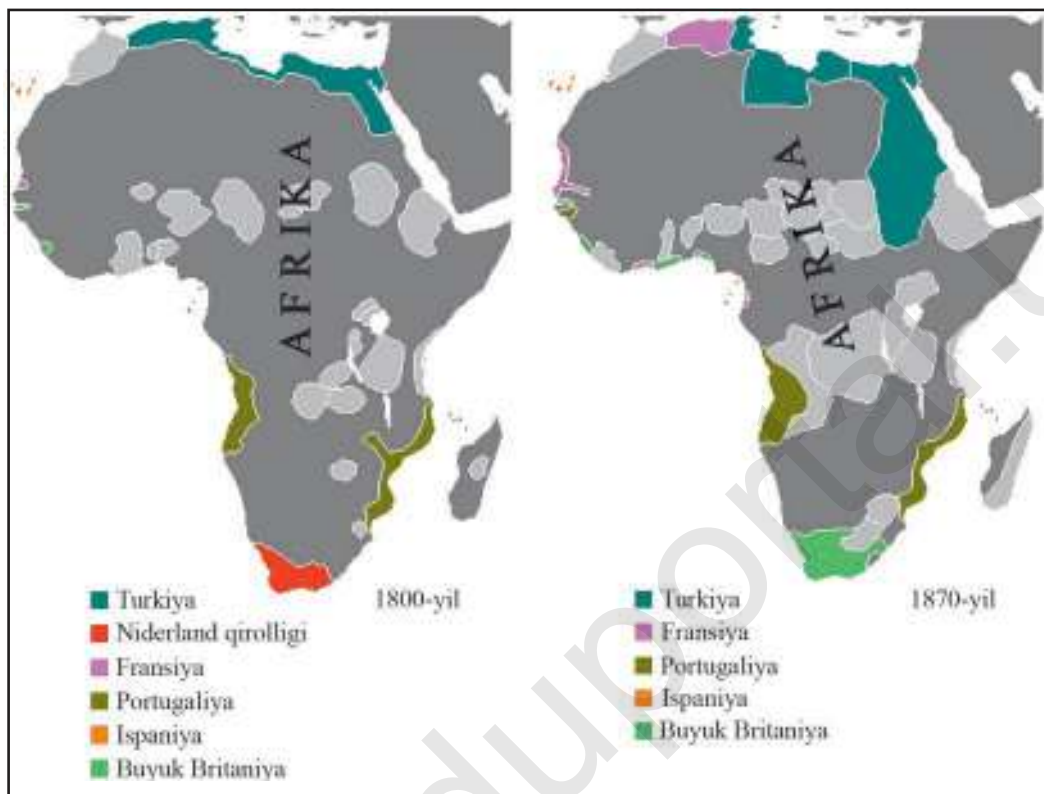 AFRIKA
Turkiya
Niderland qirolligi
Fransiya
Portugaliya
Ispaniya
Buyuk Britaniya
1800-yil
AFRIKA
Turkiya
Fransiya
Portugaliya
Ispaniya
Buyuk Britaniya
1870-yil